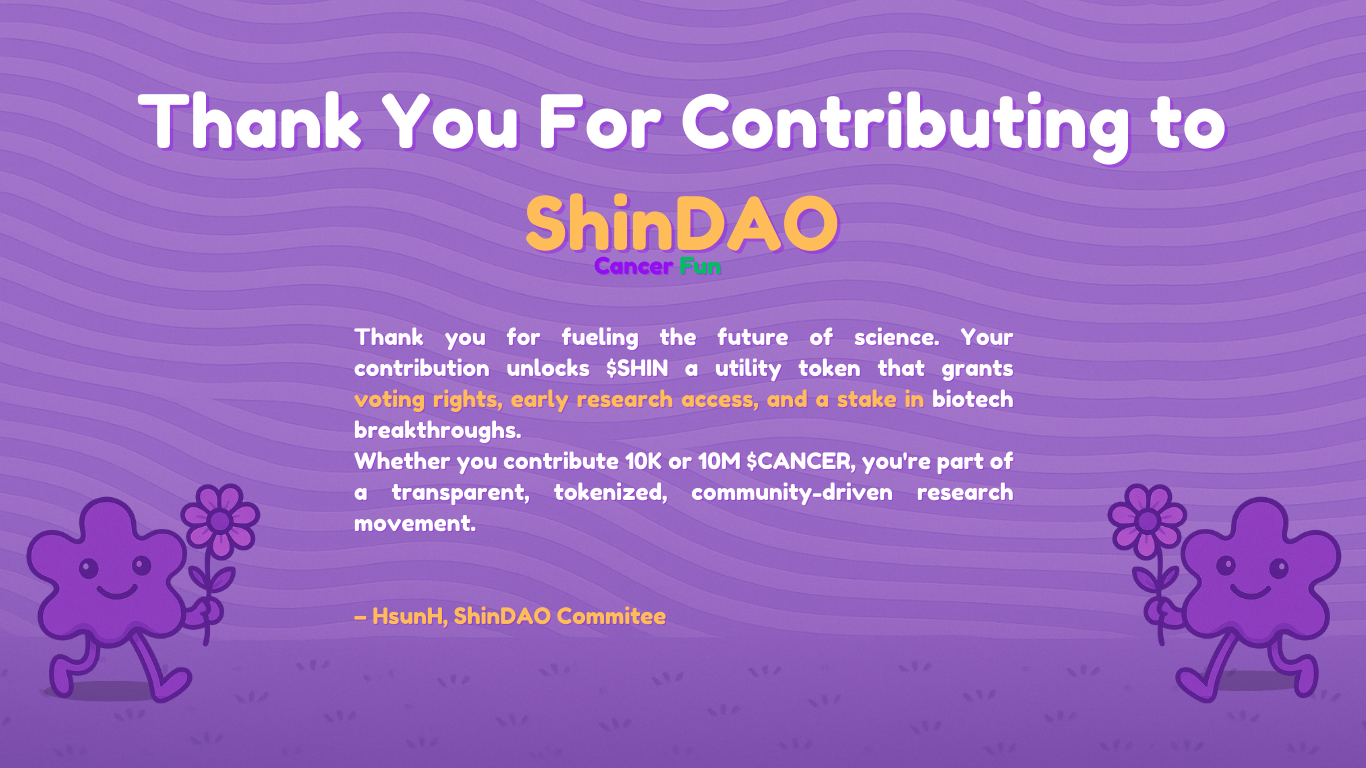 Thank You For Contributing to
ShinDAO
Cancer Fun
Thank you for fueling the future of science. Your
contribution unlocks $SHIN a utility token that grants
voting rights, early research access, and a stake in biotech
breakthroughs.
Whether you contribute 10K or 10M $CANCER, you're part of
a transparent, tokenized, community-driven research
movement.
– HsunH, ShinDAO Commitee